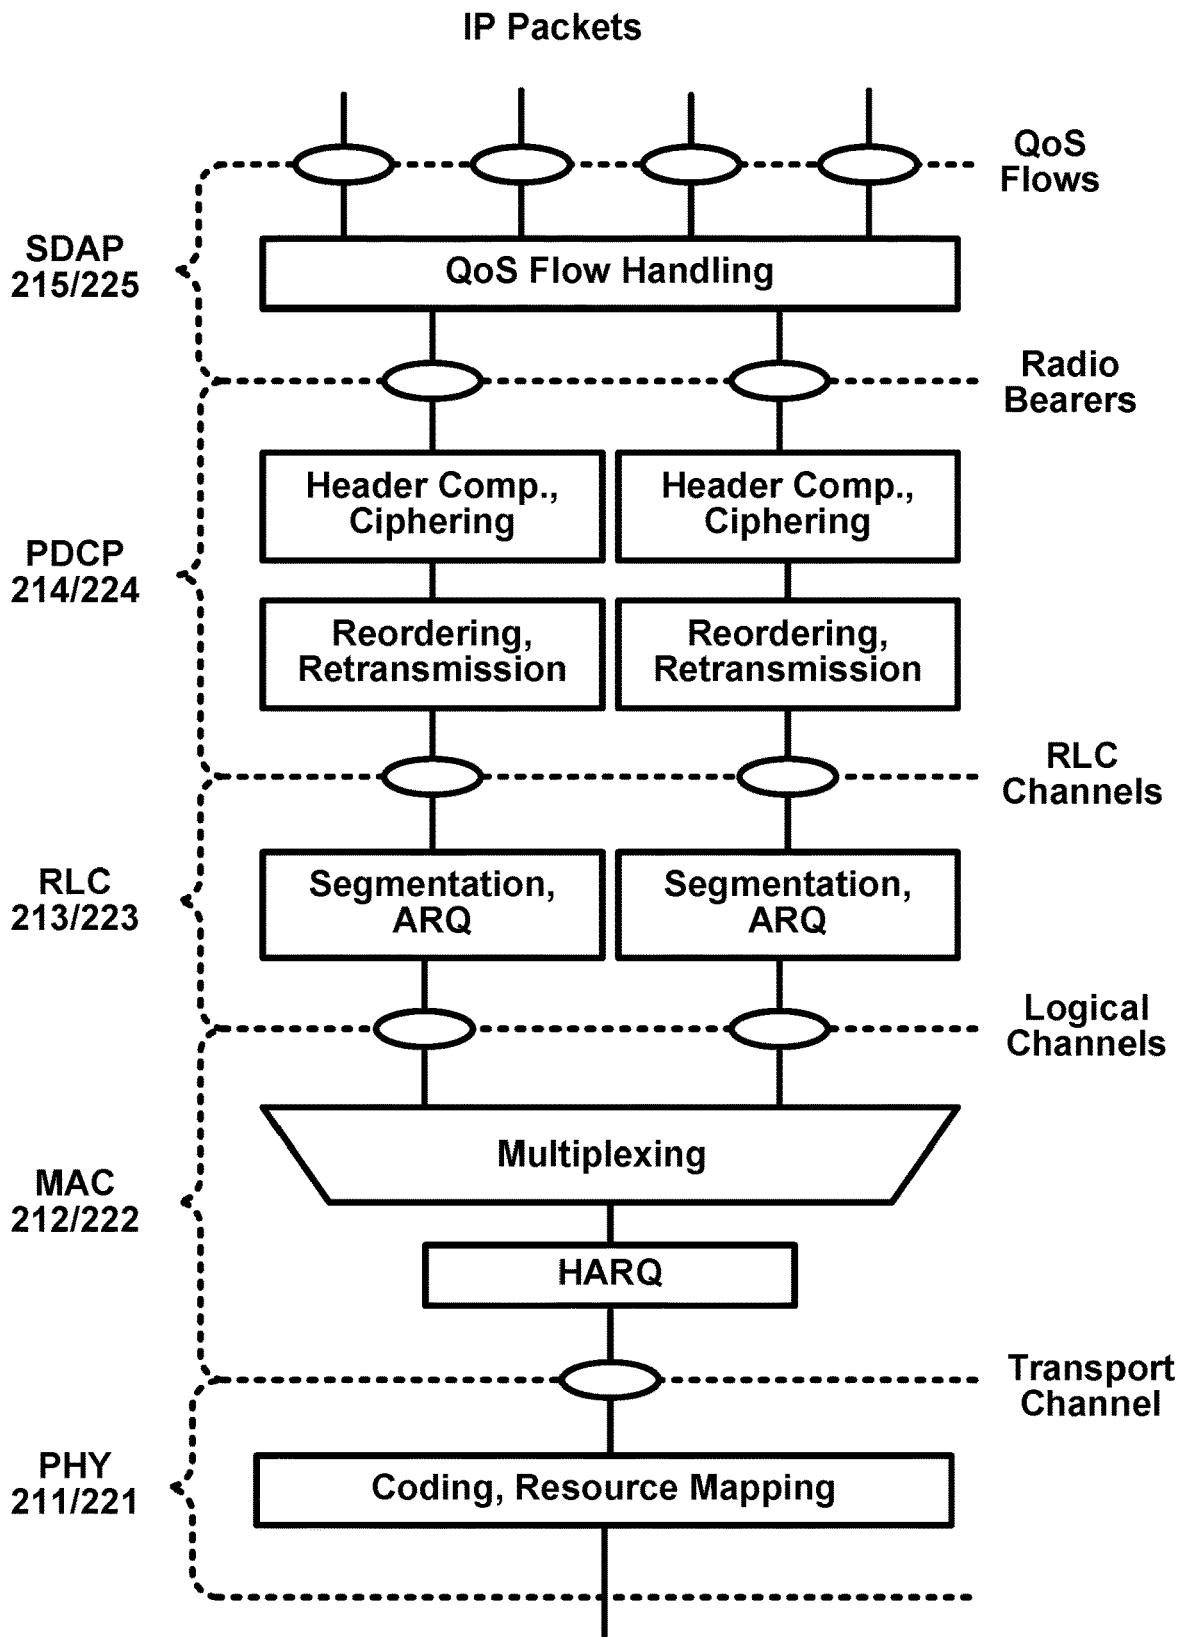 IP Packets
QoS
Flows
SDAP
215/225
QoS Flow Handling
Radio
Bearers
Header Comp.,
Ciphering
Header Comp.,
Ciphering
PDCP
214/224
Reordering,
Retransmission
Reordering,
Retransmission
RLC
Channels
RLC
213/223
Segmentation,
ARQ
Segmentation,
ARQ
Logical
Channels
Multiplexing
MAC
212/222
HARQ
Transport
Channel
PHY
211/221
Coding, Resource Mapping